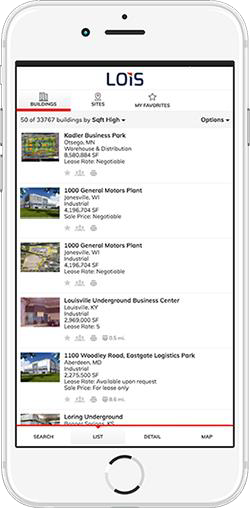 LOIS
BUILDINGS SITES MY FAVORITES
50 of 33767 buildings by Sqft High Options
Kadler Business Park
Otsego, MN
Warehouse & Distribution
8,580,884 SF
Lease Rate: Negotiable
1000 General Motors Plant
Janesville, WI
Industrial
4,196,704 SF
Sale Price: Negotiable
Lease Rate: Negotiable
1000 General Motors Plant
Janesville, WI
Industrial
4,196,704 SF
Lease Rate: Negotiable
Louisville Underground Business Center
Louisville, KY
Industrial
2,969,000 SF
Lease Rate: 5
0.5 mi.
1100 Woodley Road, Eastgate Logistics Park
Aberdeen, MD
Industrial
2,275,500 SF
Lease Rate: Available upon request
Sale Price: For lease only
8.6 mi.
Loring Underground
Bonner Springs, KS
SEARCH LIST DETAIL MAP